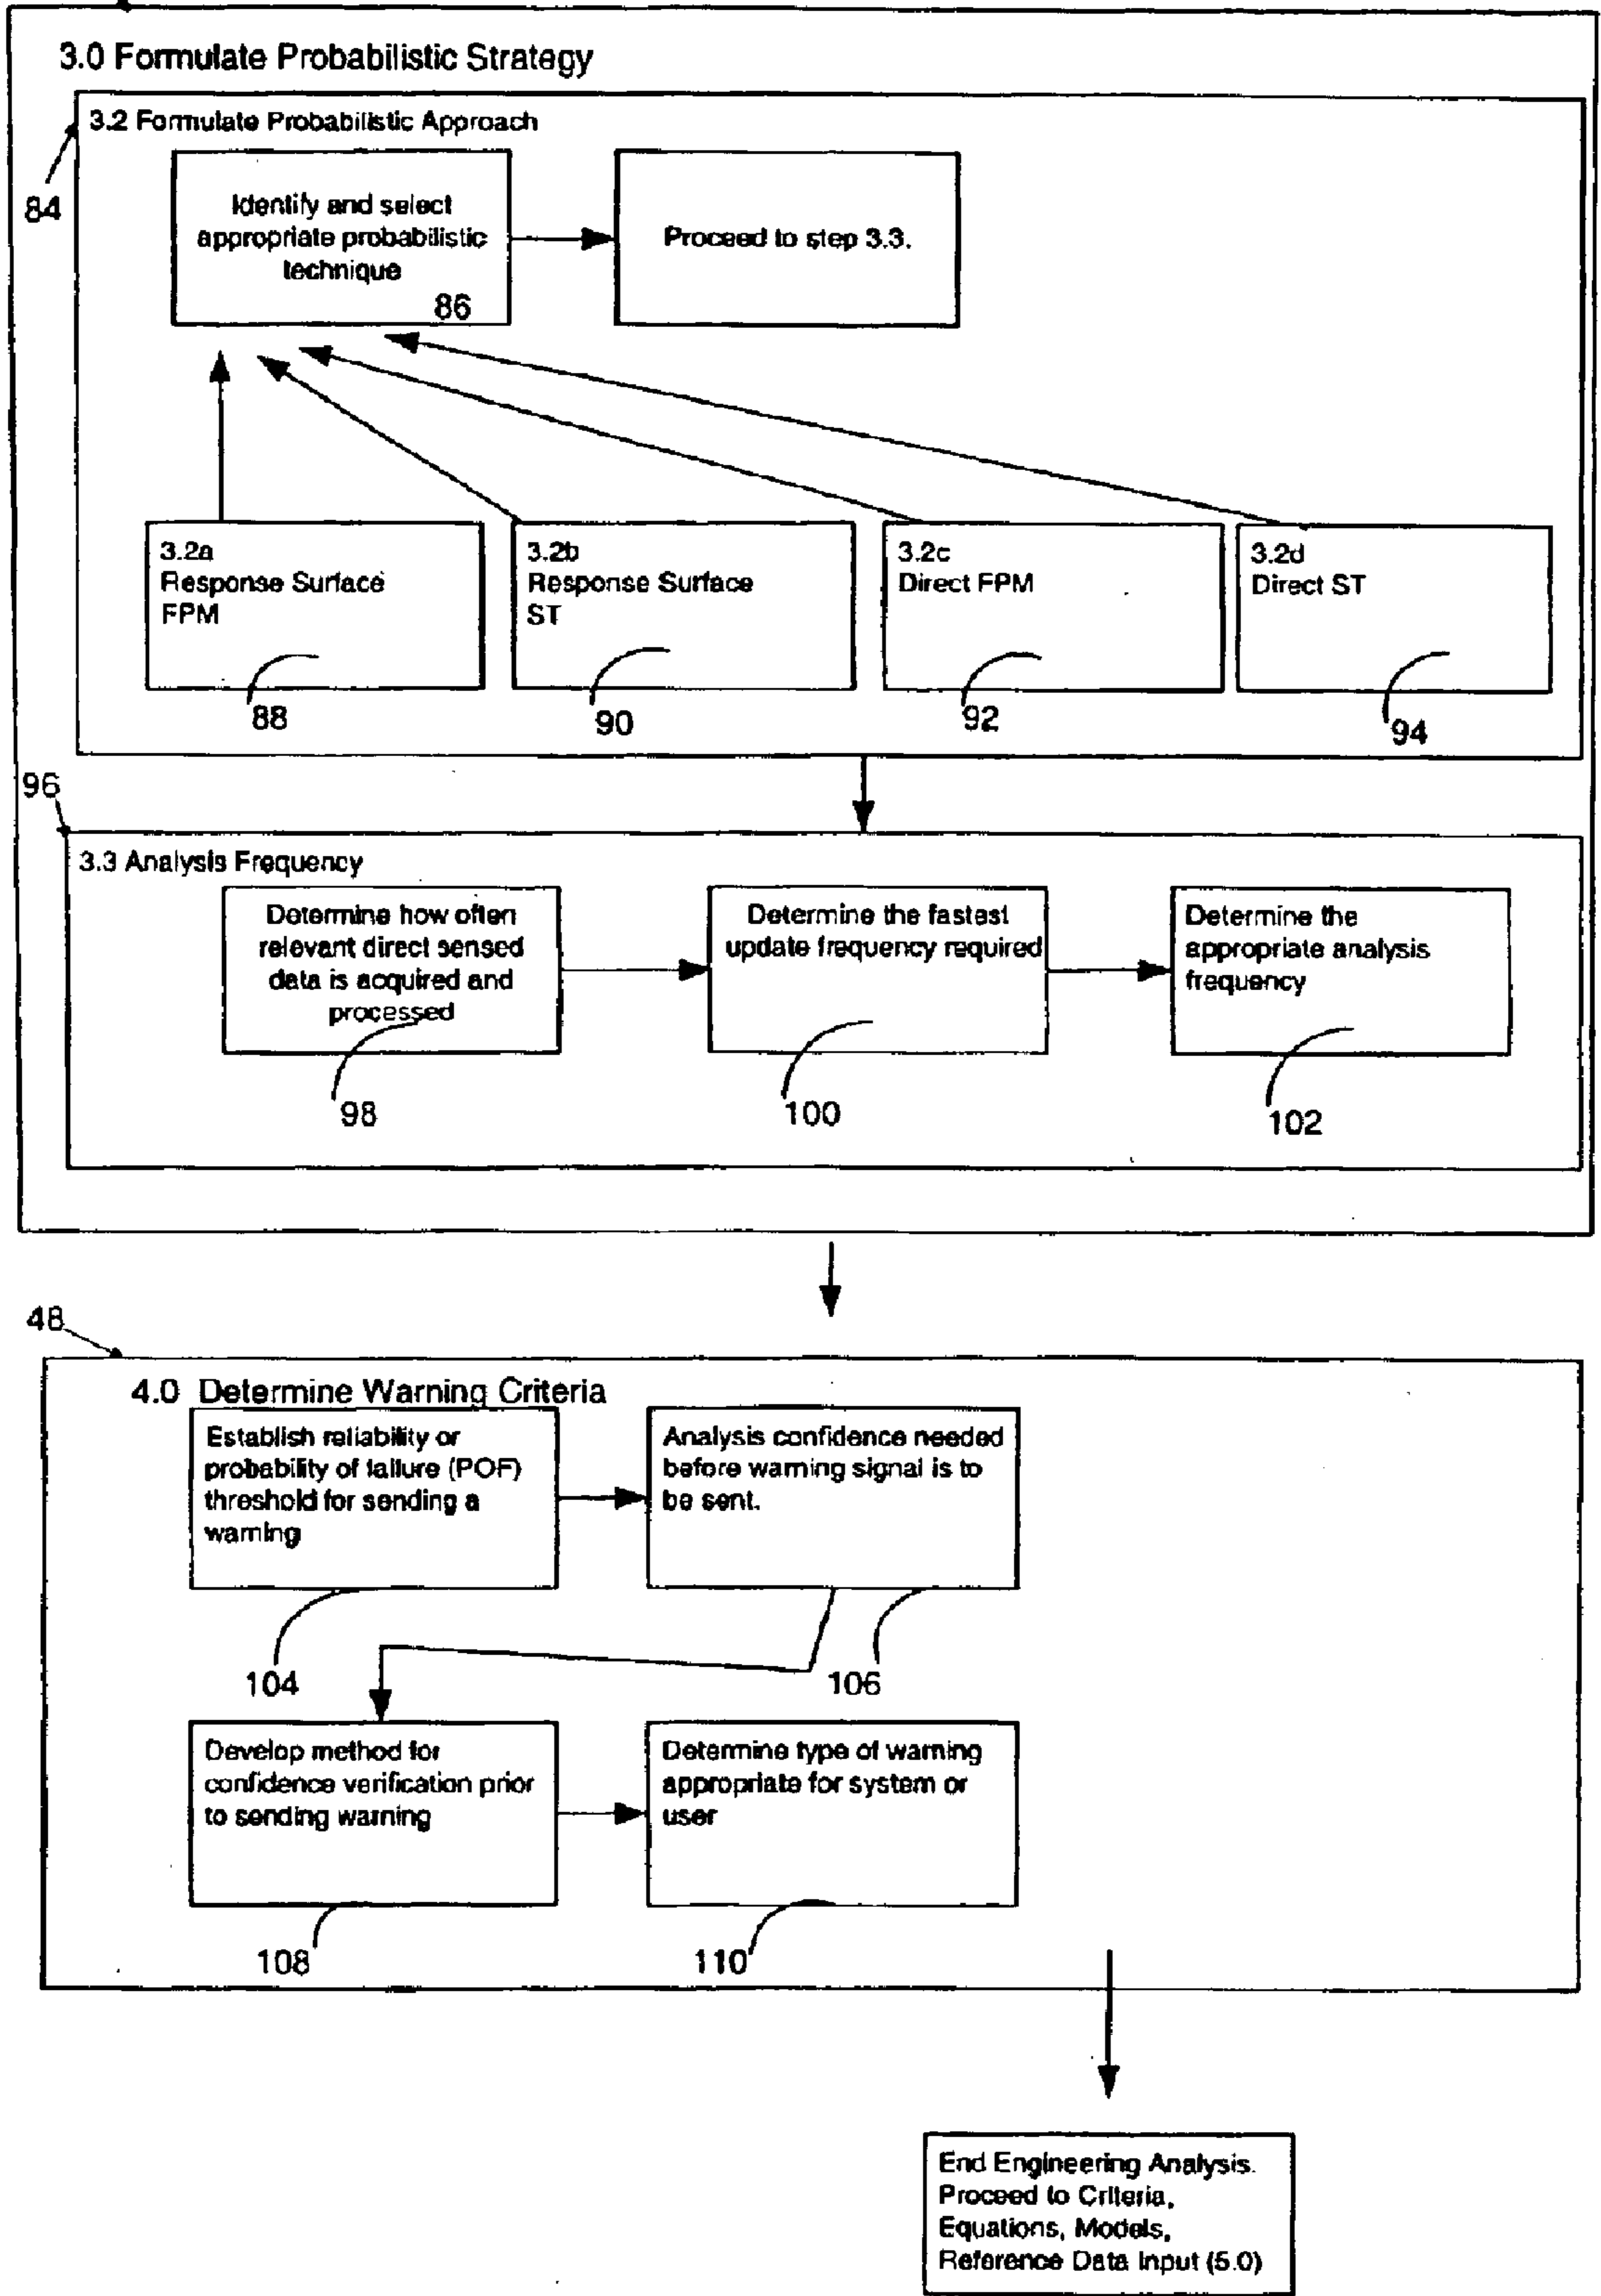 3.0 Formulate Probabilistic Strategy
3.2 Formulate Probabilistic Approach
84
Identify and select
appropriate probabilistic
technique
86
Proceed to step 3.3.
3.2a
Response Surface
FPM
88
3.2b
Response Surface
ST
90
3.2c
Direct FPM
92
3.2d
Direct ST
94
96
3.3 Analysis Frequency
Determine how often
relevant direct sensed
data is acquired and
processed
98
Determine the fastest
update frequency required
100
Determine the
appropriate analysis
frequency
102
48
4.0 Determine Warning Criteria
Establish reliability or
probability of failure (POF)
threshold for sending a
warning
104
Analysis confidence needed
before warning signal is to
be sent.
106
Develop method for
confidence verification prior
to sending warning
108
Determine type of warning
appropriate for system or
user
110
End Engineering Analysis.
Proceed to Criteria,
Equations, Models,
Reference Data Input (5.0)